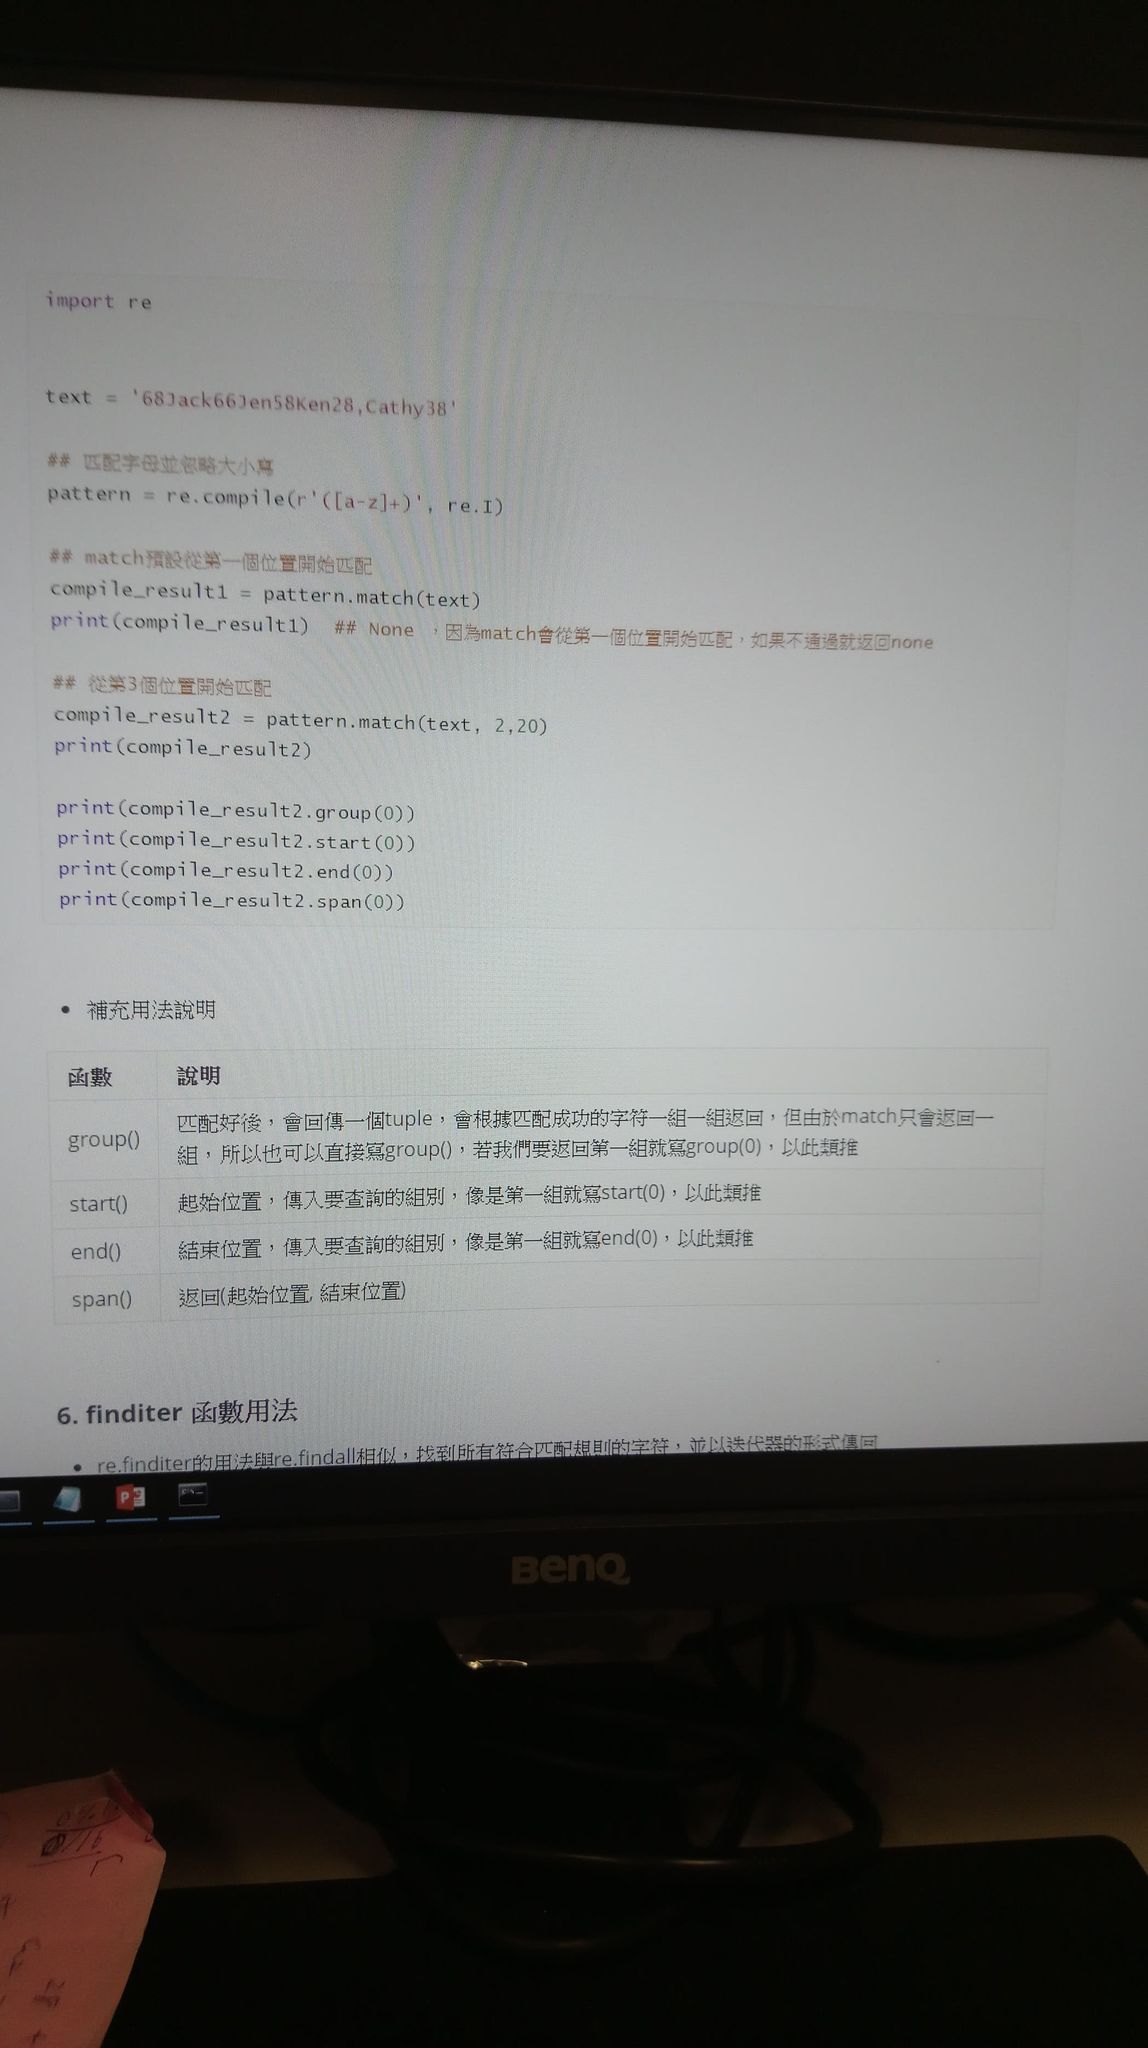 import re
text = '68Jack66Jen58Ken28,Cathy38'
## 匹配字母並忽略大小寫
pattern = re.compile(r'([a-z]+)', re.I)
## match預設從第一個位置開始匹配
compile_result1 = pattern.match(text)
print(compile_result1)  ## None ，因為match會從第一個位置開始匹配，如果不通過就返回none
## 從第3個位置開始匹配
compile_result2 = pattern.match(text, 2,20)
print(compile_result2)
print(compile_result2.group(0))
print(compile_result2.start(0))
print(compile_result2.end(0))
print(compile_result2.span(0))
• 補充用法說明
函數 說明
group() 匹配好後，會回傳一個tuple，會根據匹配成功的字符一組一組返回，但由於match只會返回一
組，所以也可以直接寫group()，若我們要返回第一組就寫group(0)，以此類推
start() 起始位置，傳入要查詢的組別，像是第一組就寫start(0)，以此類推
end() 結束位置，傳入要查詢的組別，像是第一組就寫end(0)，以此類推
span() 返回(起始位置, 結束位置)
6. finditer 函數用法
• re.finditer的用法與re.findall相似，找到所有符合匹配規則的字符，並以迭代器的形式傳回
BenQ